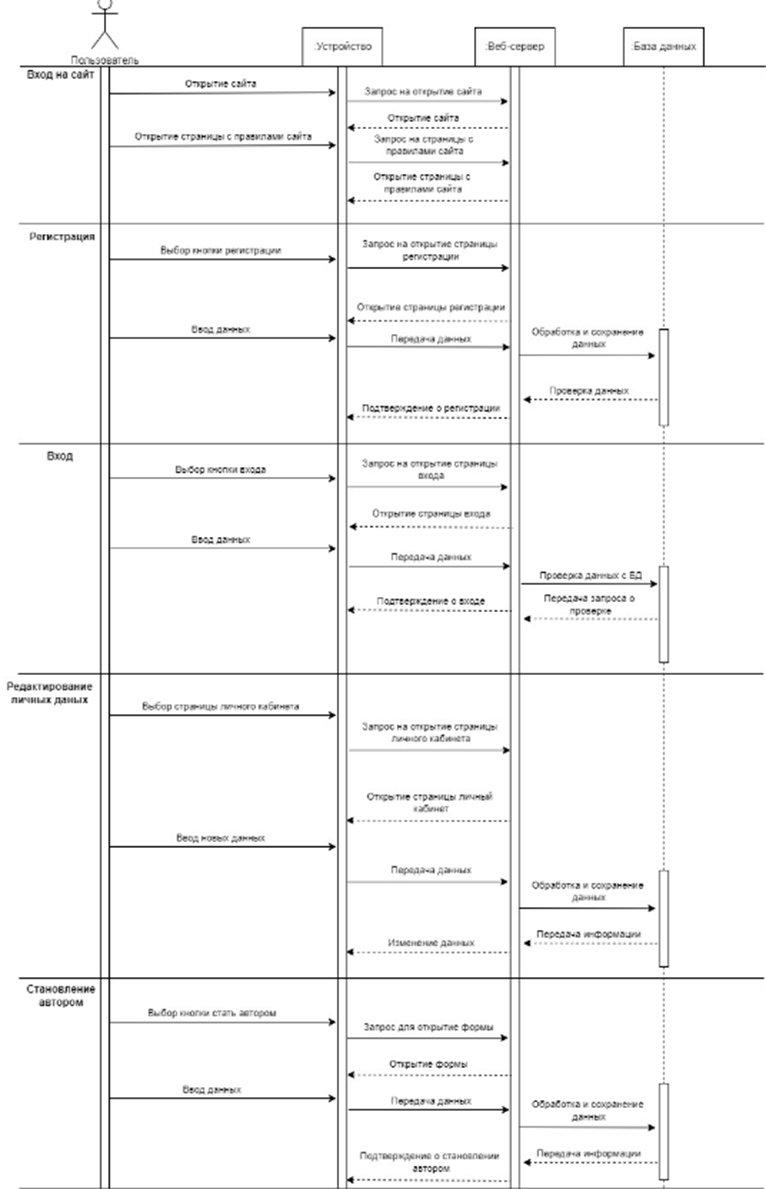 Пользователь
:Устройство
:Веб-сервер
:База данных
Вход на сайт
Открытие сайта
Запрос на открытие сайта
Открытие сайта
Открытие страницы с правилами сайта
Запрос на страницы с
правилами сайта
Открытие страницы с
правилами сайта
Регистрация
Выбор кнопки регистрации
Запрос на открытие страницы
регистрации
Открытие страницы регистрации
Ввод данных
Передача данных
Обработка и сохранение
данных
Проверка данных
Подтверждение о регистрации
Вход
Выбор кнопки входа
Запрос на открытие страницы
входа
Открытие страницы входа
Ввод данных
Передача данных
Проверка данных с БД
Передача запроса о
проверке
Подтверждение о входе
Редактирование
личных даных
Выбор страницы личного кабинета
Запрос на открытие страницы
личного кабинета
Открытие страницы личный
кабинет
Ввод новых данных
Передача данных
Обработка и сохранение
данных
Передача информации
Изменение данных
Становление
автором
Выбор кнопки стать автором
Запрос для открытие формы
Открытие формы
Ввод данных
Передача данных
Обработка и сохранение
данных
Передача информации
Подтверждение о становлении
автором